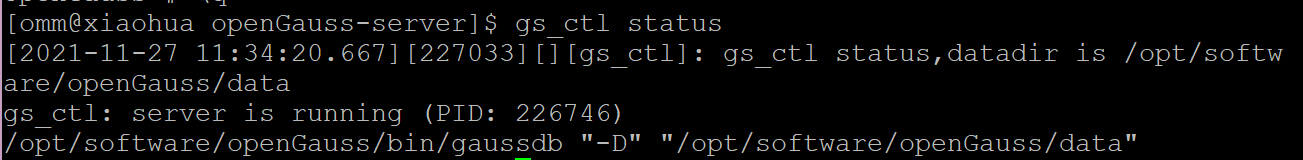 [omm@xiaohua openGauss-server]$ gs_ctl status
[2021-11-27 11:34:20.667][227033][][gs_ctl]: gs_ctl status,datadir is /opt/softw
are/openGauss/data
gs_ctl: server is running (PID: 226746)
/opt/software/openGauss/bin/gaussdb "-D" "/opt/software/openGauss/data"